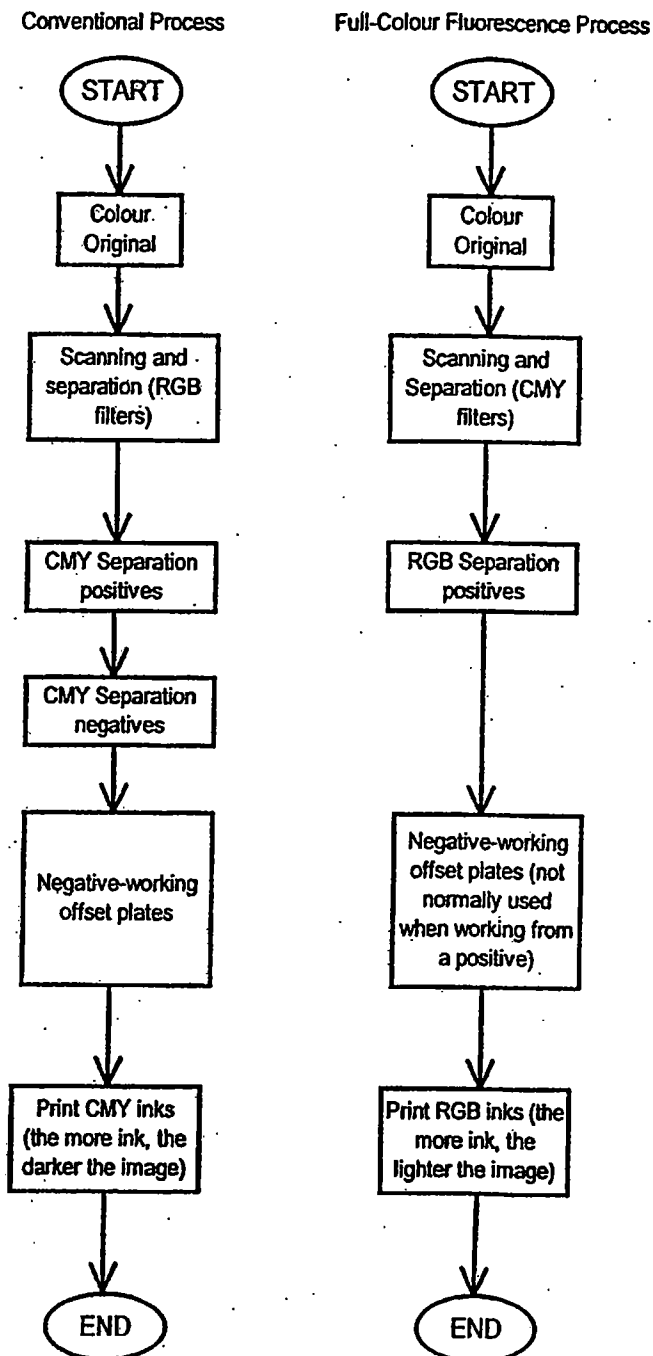 Conventional Process
START
Colour
Original
Scanning and
separation (RGB
filters)
CMY Separation
positives
CMY Separation
negatives
Negative-working
offset plates
Print CMY inks
(the more ink, the
darker the image)
END
Full-Colour Fluorescence Process
START
Colour
Original
Scanning and
Separation (CMY
filters)
RGB Separation
positives
Negative-working
offset plates (not
normally used
when working from
a positive)
Print RGB inks (the
more ink, the
lighter the image)
END